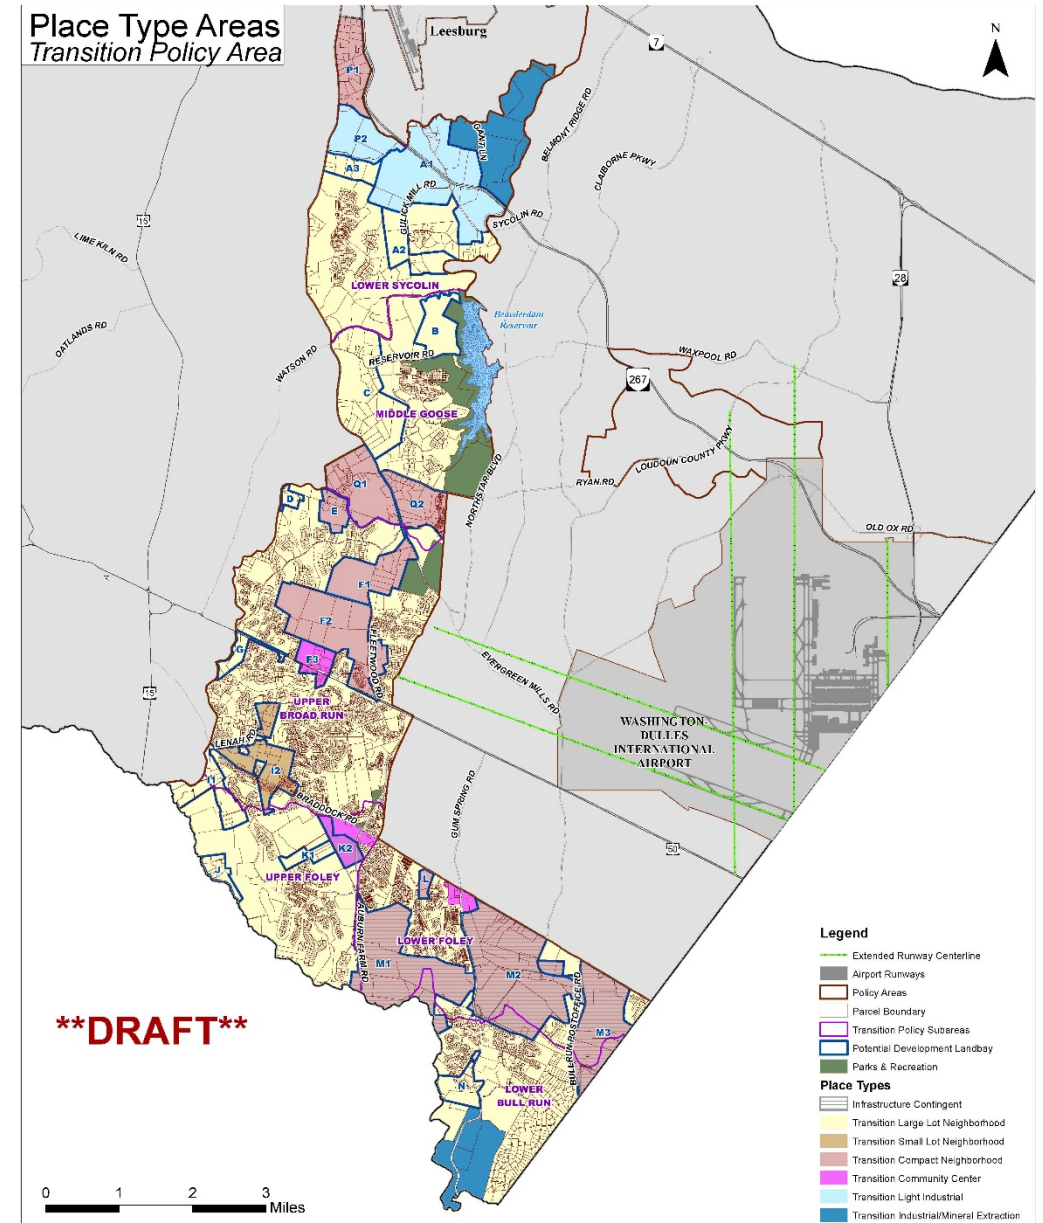 Place Type Areas
Transition Policy Area
Leesburg
7
N
P1
P2
A1
GANT LN
BELMONT RIDGE RD
CLAIBORNE PKWY
A3
GULICK MILL RD
SYCOLIN RD
15
LIME KILN RD
A2
28
LOWER SYCOLIN
Beaverdam
Reservoir
B
OATLANDS RD
WATSON RD
RESERVOIR RD
WAXPOOL RD
267
C
MIDDLE GOOSE
LOUDOUN COUNTY PKWY
NORTHSTAR BLVD
RYAN RD
Q1
Q2
D
E
OLD OX RD
F1
F2
FLEETWOOD RD
G
F3
EVERGREEN MILLS RD
15
UPPER
BROAD RUN
WASHINGTON
DULLES
INTERNATIONAL
AIRPORT
LENAH RD
I1
I2
BRADDOCK RD
GUM SPRING RD
50
K2
K1
J
UPPER FOLEY
L
AUBURN FARM RD
LOWER FOLEY
M1
M2
BULL RUN POST OFFICE RD
M3
**DRAFT**
N
LOWER
BULL RUN
Legend
Extended Runway Centerline
Airport Runways
Policy Areas
Parcel Boundary
Transition Policy Subareas
Potential Development Landbay
Parks & Recreation
Place Types
Infrastructure Contingent
Transition Large Lot Neighborhood
Transition Small Lot Neighborhood
Transition Compact Neighborhood
Transition Community Center
Transition Light Industrial
Transition Industrial/Mineral Extraction
0 1 2 3
Miles